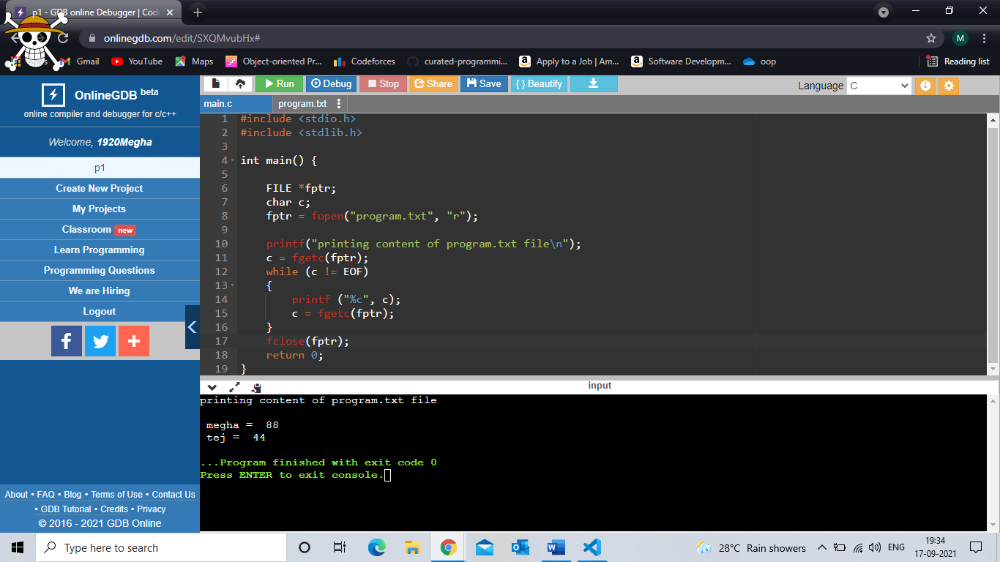 p1 - GDB online Debugger | Cod
onlinegdb.com/edit/SXQMvubHx#
M
Apps
Gmail
YouTube
Maps
Object-oriented Pr...
Codeforces
curated-programmi...
Apply to a Job | Am...
Software Developm...
oop
Reading list
OnlineGDB beta
online compiler and debugger for c/c++
Welcome, 1920Megha
p1
Create New Project
My Projects
Classroom new
Learn Programming
Programming Questions
We are Hiring
Logout
About • FAQ • Blog • Terms of Use • Contact Us
• GDB Tutorial • Credits • Privacy
© 2016 - 2021 GDB Online
Run
Debug
Stop
Share
Save
{ } Beautify
Language C
main.c
program.txt
1 #include <stdio.h>
2 #include <stdlib.h>
3
4 int main() {
5
6 FILE *fptr;
7 char c;
8 fptr = fopen("program.txt", "r");
9
10 printf("printing content of program.txt file\n");
11 c = fgetc(fptr);
12 while (c != EOF)
13 {
14 printf ("%c", c);
15 c = fgetc(fptr);
16 }
17 fclose(fptr);
18 return 0;
19 }
input
printing content of program.txt file
megha = 88
tej = 44
...Program finished with exit code 0
Press ENTER to exit console.
Type here to search
28°C Rain showers
ENG
19:34
17-09-2021